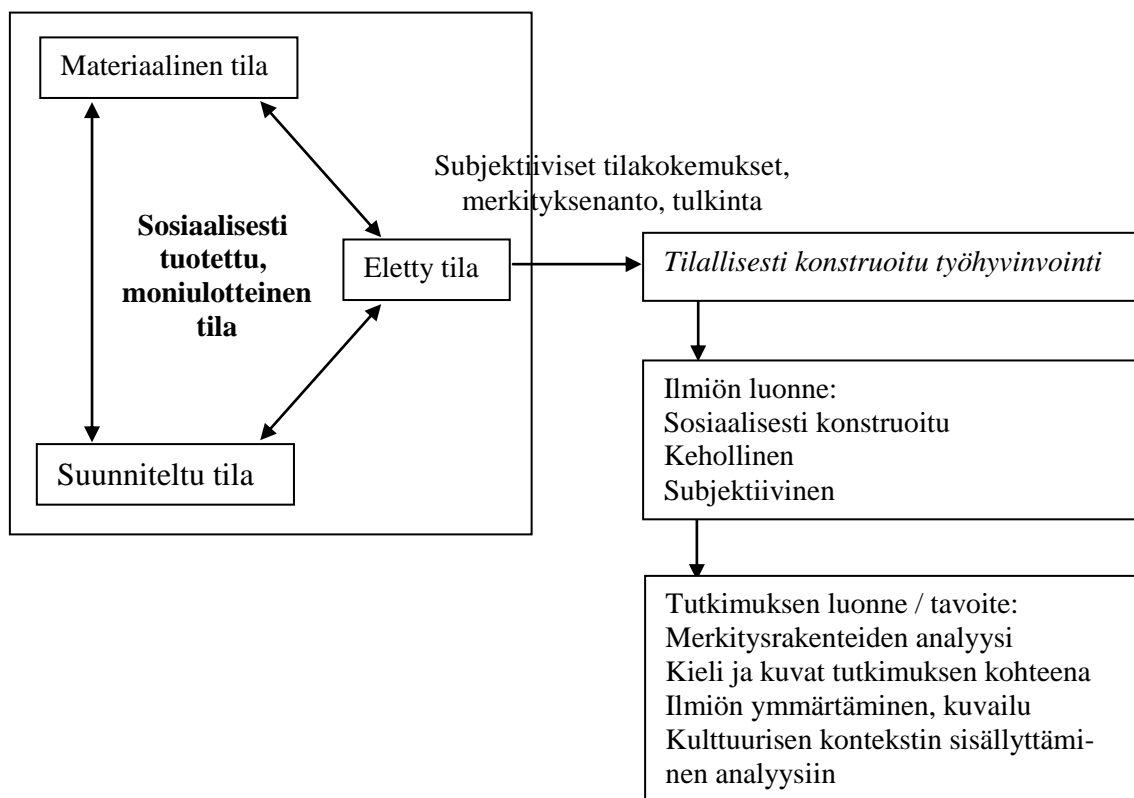 Materiaalinen tila
Subjektiiviset tilakokemukset,
merkityksenanto, tulkinta
Sosiaalisesti
tuotettu,
moniulotteinen
tila
Eletty tila
Tilallisesti konstruoitu työhyvinvointi
Suunniteltu tila
Ilmiön luonne:
Sosiaalisesti konstruoitu
Kehollinen
Subjektiivinen
Tutkimuksen luonne / tavoite:
Merkitysrakenteiden analyysi
Kieli ja kuvat tutkimuksen kohteena
Ilmiön ymmärtäminen, kuvailu
Kulttuurisen kontekstin sisällyttämi-
nen analyysiin